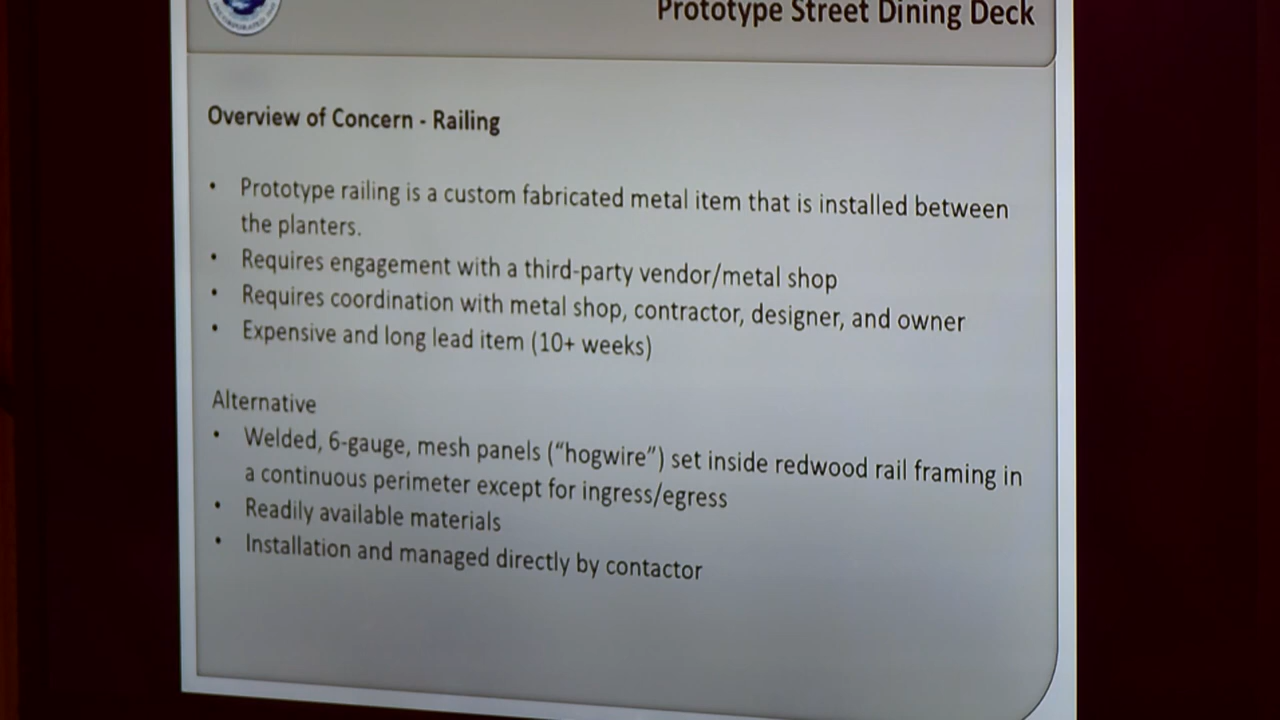 Prototype Street Dining Deck
Overview of Concern - Railing
• Prototype railing is a custom fabricated metal item that is installed between
the planters.
• Requires engagement with a third-party vendor/metal shop
• Requires coordination with metal shop, contractor, designer, and owner
• Expensive and long lead item (10+ weeks)
Alternative
• Welded, 6-gauge, mesh panels (“hogwire”) set inside redwood rail framing in
a continuous perimeter except for ingress/egress
• Readily available materials
• Installation and managed directly by contactor